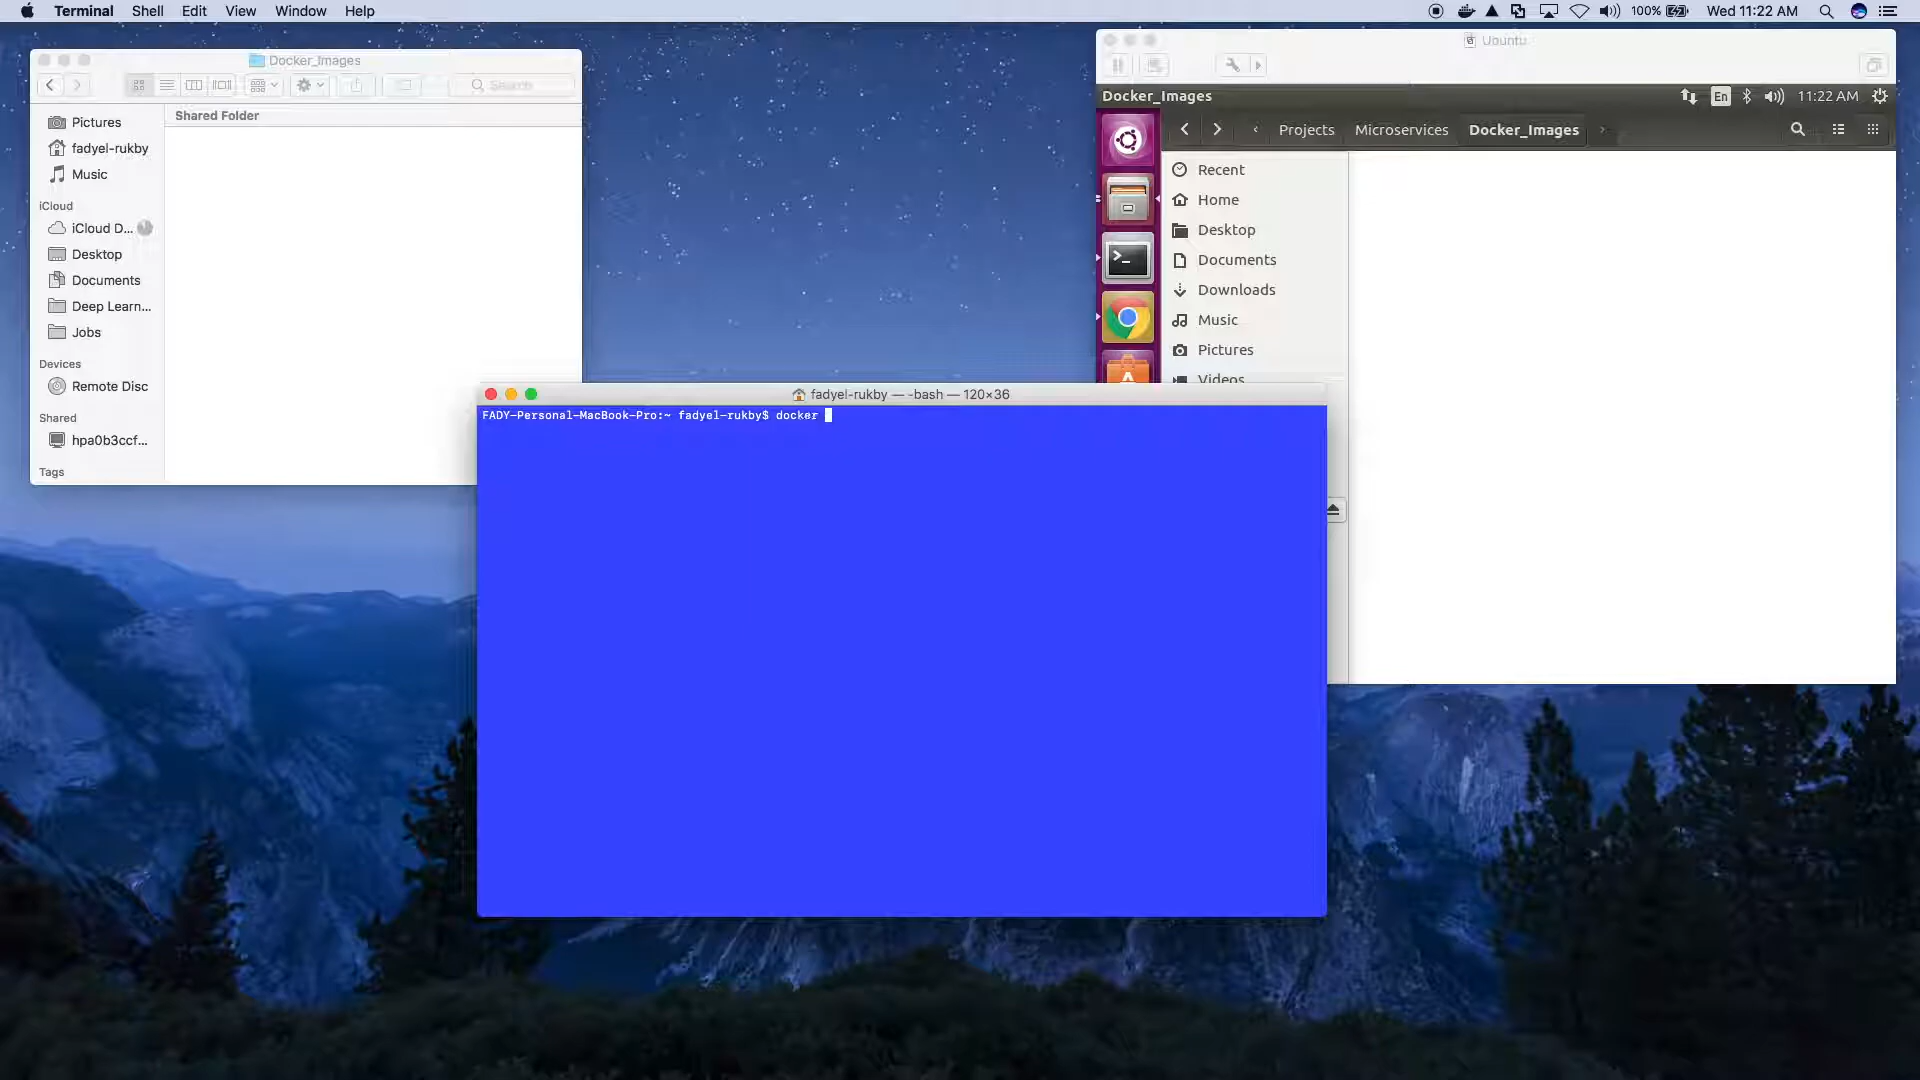 Terminal Shell Edit View Window Help
100% Wed 11:22 AM
Docker_Images
Search
Shared Folder
Pictures
fadyel-rukby
Music
iCloud
iCloud D...
Desktop
Documents
Deep Learn...
Jobs
Devices
Remote Disc
Shared
hpa0b3ccf...
Tags
Ubuntu
Docker_Images
En
11:22 AM
Projects Microservices Docker_Images
Recent
Home
Desktop
Documents
Downloads
Music
Pictures
Videos
fadyel-rukby — -bash — 120×36
FADY-Personal-MacBook-Pro:~ fadyel-rukby$ docker